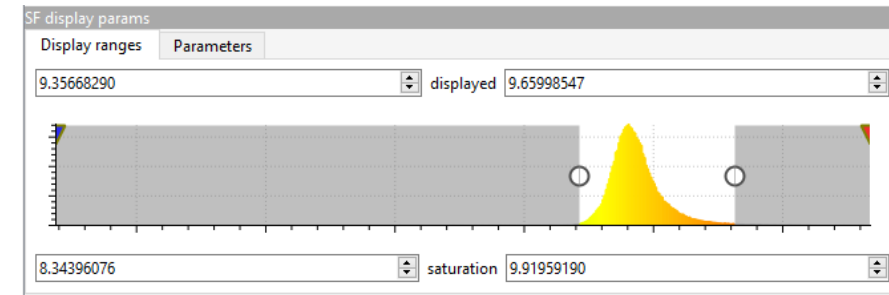 SF display params
Display ranges Parameters
9.35668290 displayed 9.65998547
8.34396076 saturation 9.91959190